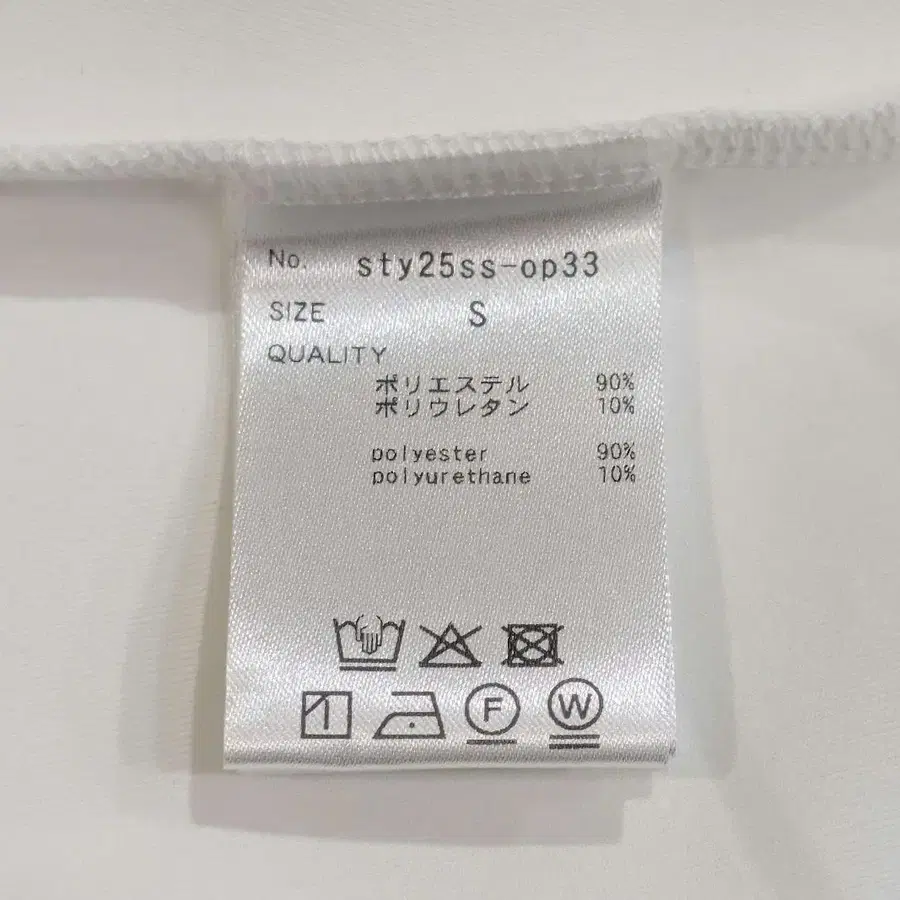 No. sty25ss-op33
SIZE S
QUALITY
ポリエステル 90%
ポリウレタン 10%
polyester 90%
polyurethane 10%
F W